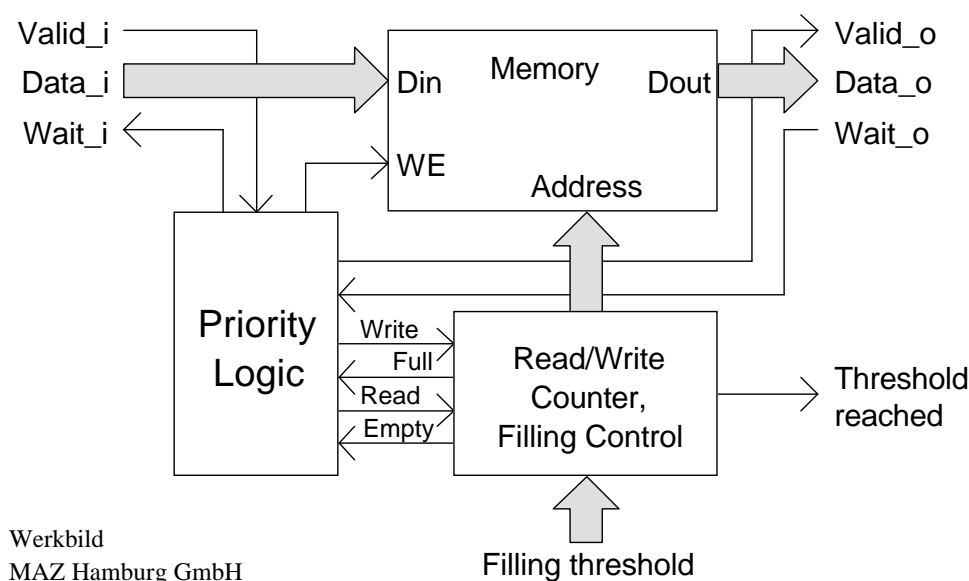 Valid_i
Data_i
Wait_i
Din
Memory
Dout
WE
Address
Valid_o
Data_o
Wait_o
Priority
Logic
Write
Full
Read
Empty
Read/Write
Counter,
Filling Control
Threshold
reached
Filling threshold
Werkbild
MAZ Hamburg GmbH